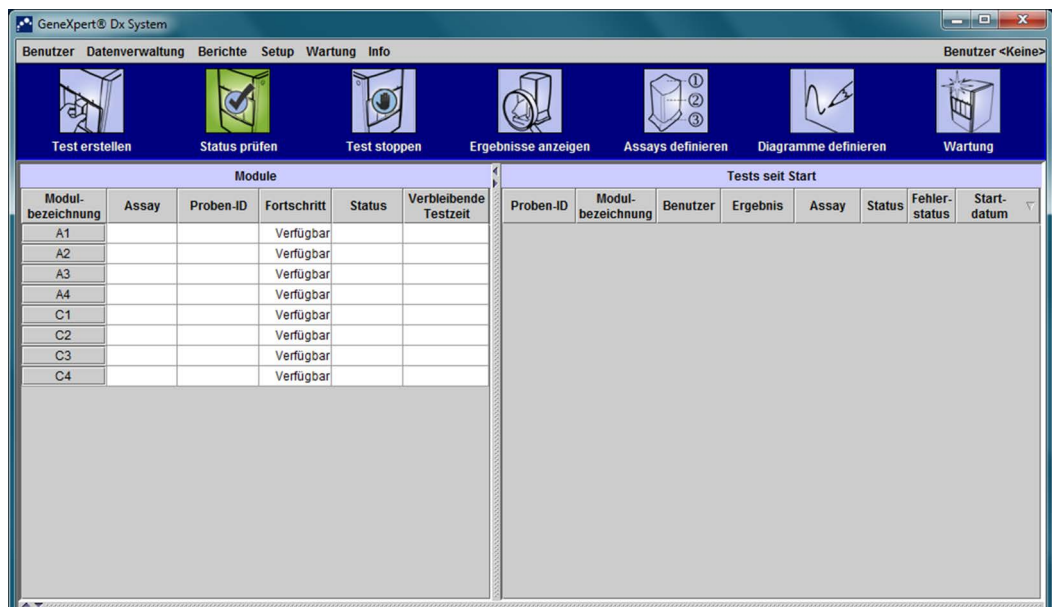 GeneXpert® Dx System
Benutzer Datenverwaltung Berichte Setup Wartung Info Benutzer <Keine>
① ② ③
Test erstellen Status prüfen Test stoppen Ergebnisse anzeigen Assays definieren Diagramme definieren Wartung
Module Tests seit Start
Modul-bezeichnung Assay Proben-ID Fortschritt Status Verbleibende Testzeit Proben-ID Modul-bezeichnung Benutzer Ergebnis Assay Status Fehler-status Start-datum
A1 Verfügbar
A2 Verfügbar
A3 Verfügbar
A4 Verfügbar
C1 Verfügbar
C2 Verfügbar
C3 Verfügbar
C4 Verfügbar